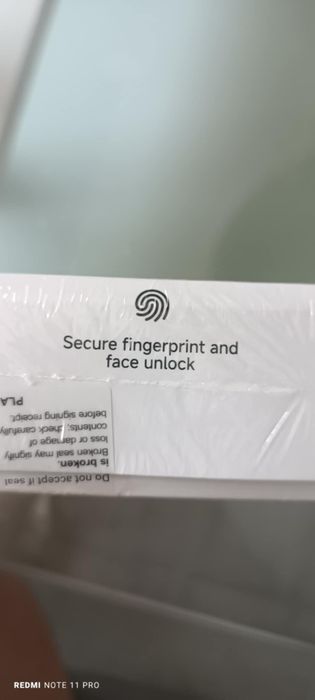 Secure fingerprint and
face unlock
Do not accept if seal
is broken.
Broken seal may signify
loss or damage of
contents; check carefully
before signing receipt.
PLA
REDMI NOTE 11 PRO